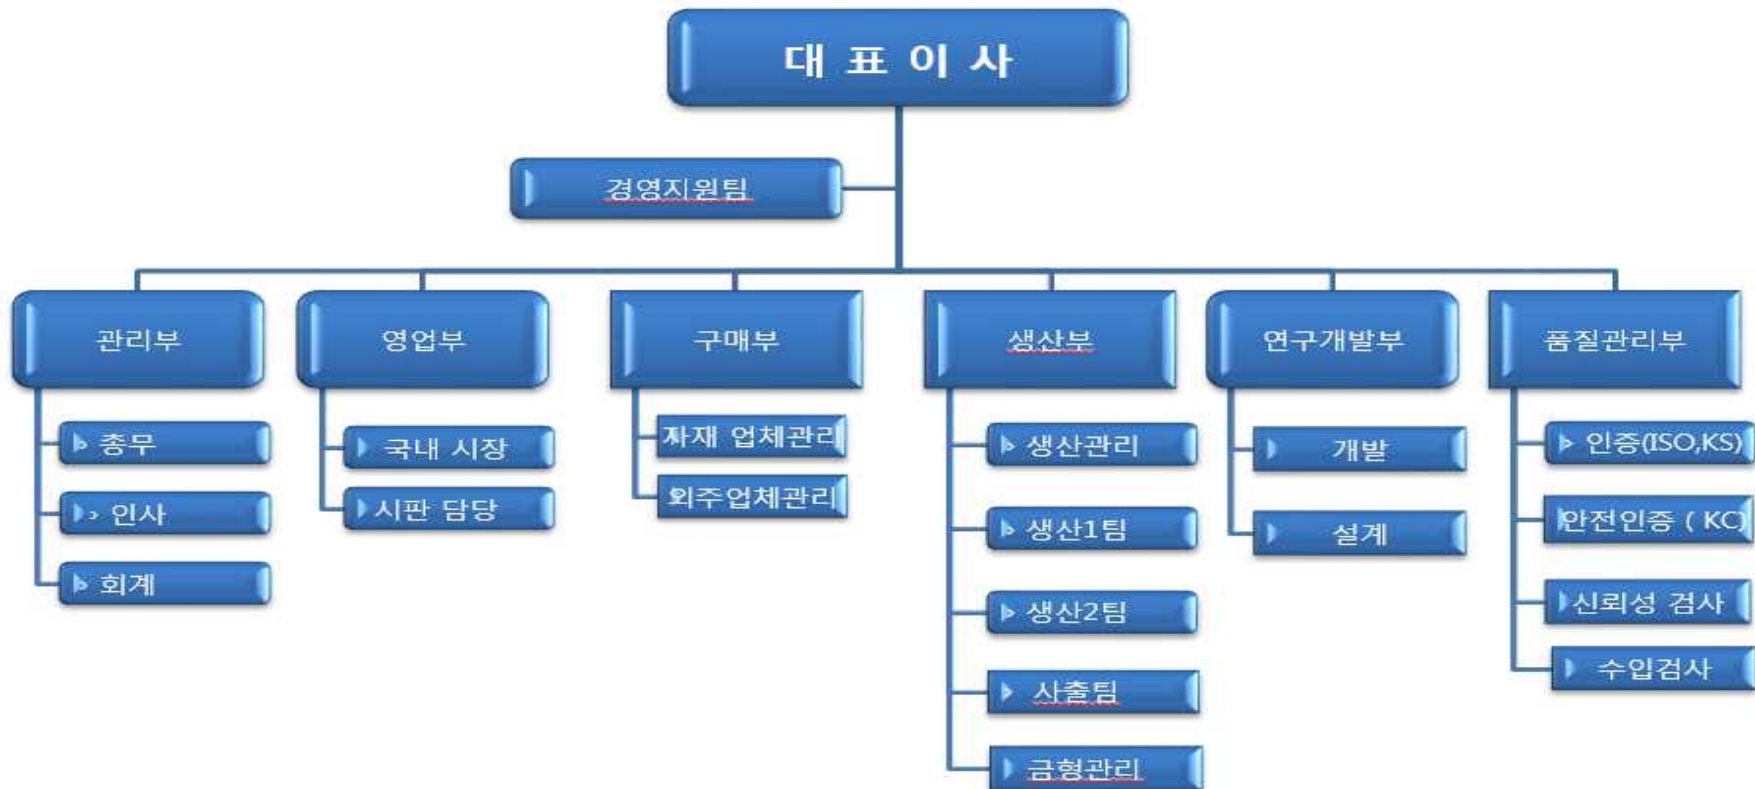 대 표 이 사
경영지원팀
관리부
영업부
구매부
생산부
연구개발부
품질관리부
총무
인사
회계
국내 시장
시판 담당
자재 업체관리
외주업체관리
생산관리
생산1팀
생산2팀
사출팀
금형관리
개발
설계
인증(ISO,KS)
안전인증 ( KC)
신뢰성 검사
수입검사